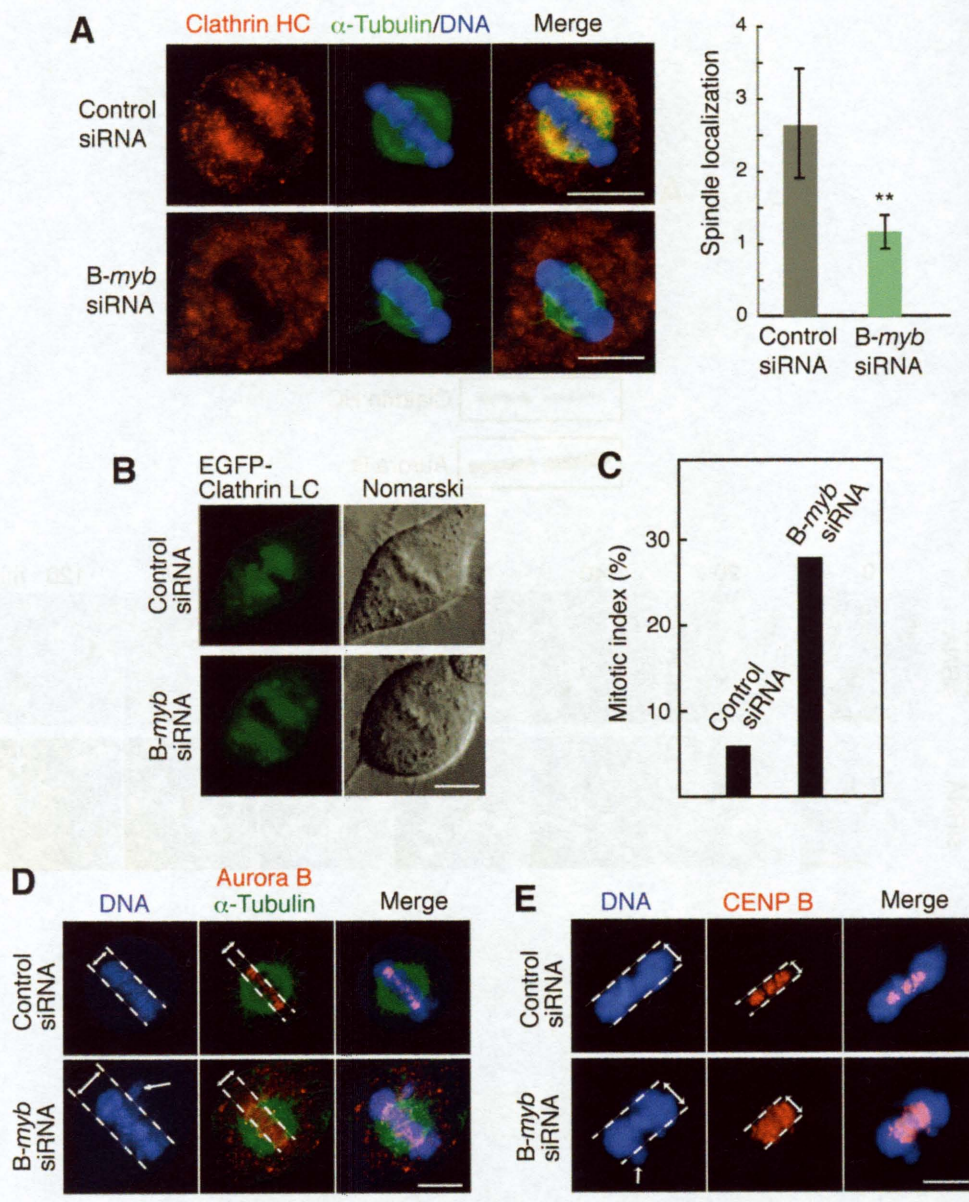 A
Clathrin HC
α-Tubulin/DNA
Merge
Control
siRNA
B-myb
siRNA
Spindle localization
4
3
2
1
0
**
Control
siRNA
B-myb
siRNA
B
EGFP-
Clathrin LC
Nomarski
Control
siRNA
B-myb
siRNA
C
Mitotic index (%)
30
20
10
Control
siRNA
B-myb
siRNA
D
DNA
Aurora B
α-Tubulin
Merge
Control
siRNA
B-myb
siRNA
E
DNA
CENP B
Merge
Control
siRNA
B-myb
siRNA